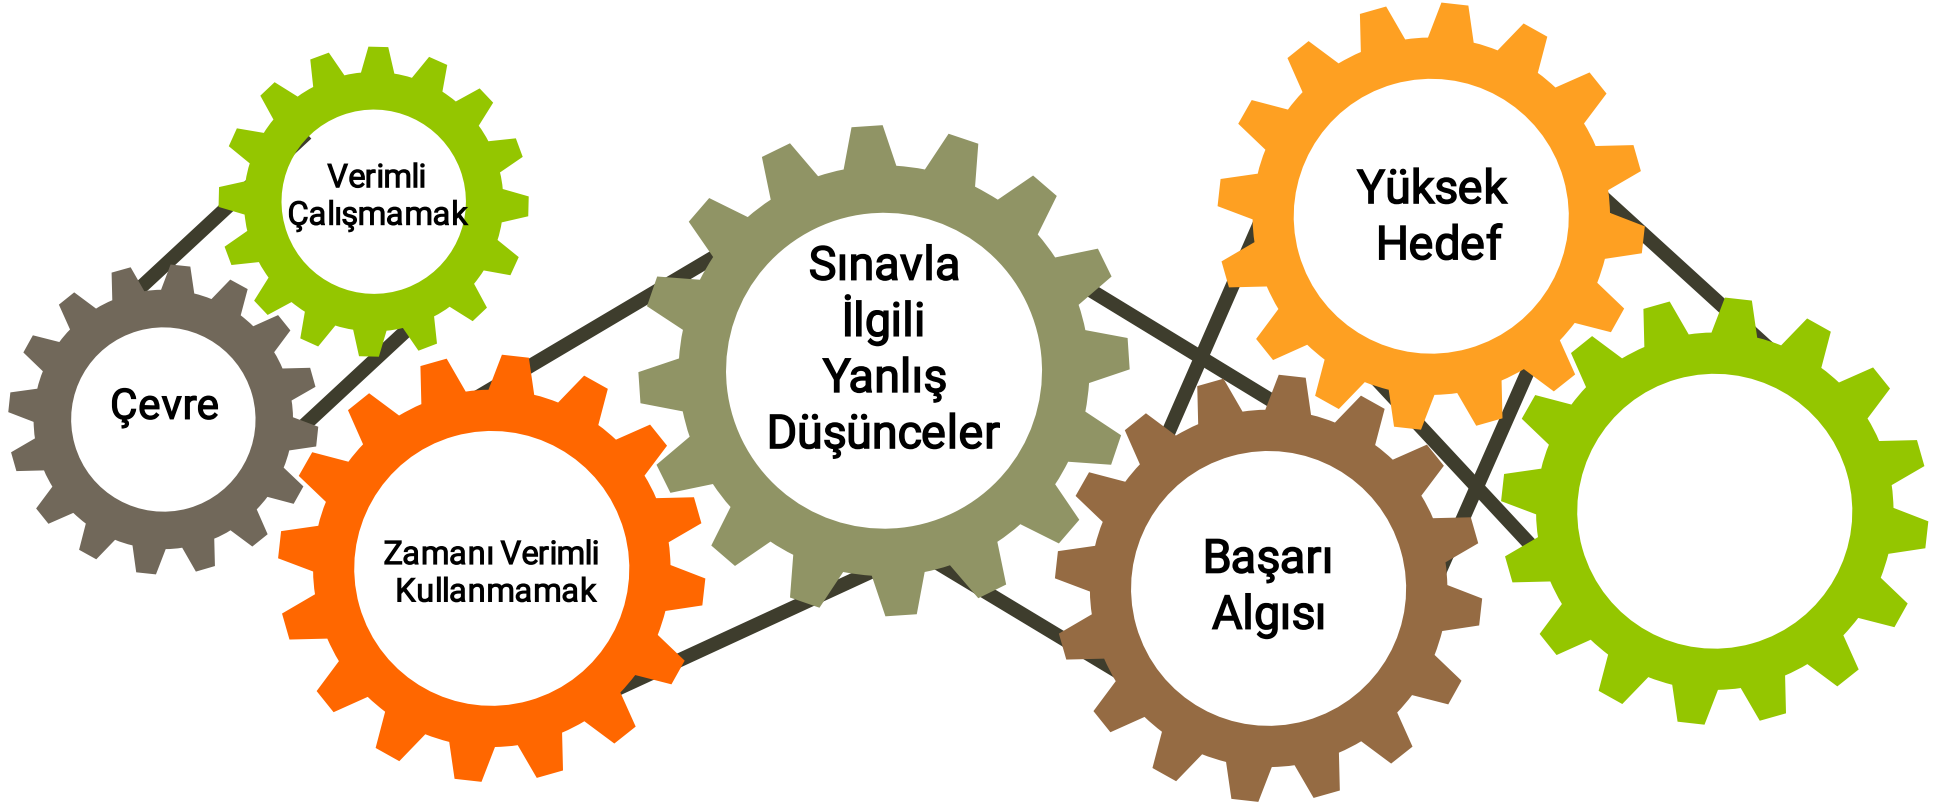 Verimli
Çalışmamak
Çevre
Zamanı Verimli
Kullanmamak
Sınavla
İlgili
Yanlış
Düşünceler
Yüksek
Hedef
Başarı
Algısı